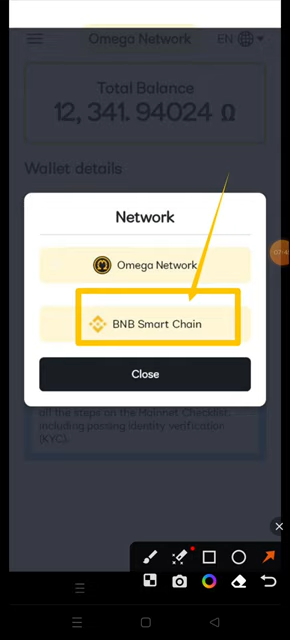 Omega Network
EN
Total Balance
12, 341.94024 Ω
Wallet details
Network
Omega Network
BNB Smart Chain
Close
all the steps on the Mainnet Checklist,
including passing identity verification
(KYC).